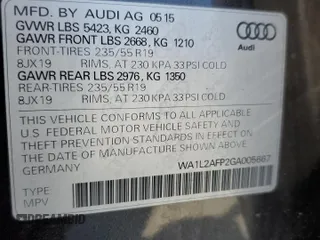 MFD. BY AUDI AG 05 15
GVWR LBS 5423, KG 2460
GAWR FRONT LBS 2668, KG 1210
FRONT-TIRES 235/55 R19
8JX19 AT 230 KPA 33 PSI COLD
GAWR REAR LBS 2976, KG 1350
REAR-TIRES 235/55 R19
8JX19 AT 230 KPA 33 PSI COLD
Audi
THIS VEHICLE CONFORMS TO ALL APPLICABLE
U.S. FEDERAL MOTOR VEHICLE SAFETY AND
THEFT PREVENTION STANDARDS IN EFFECT ON
THE DATE OF MANUFACTURE SHOWN ABOVE
GERMANY
WA1L2AFP2GA005667
TYPE:
MPV
DREAMBID